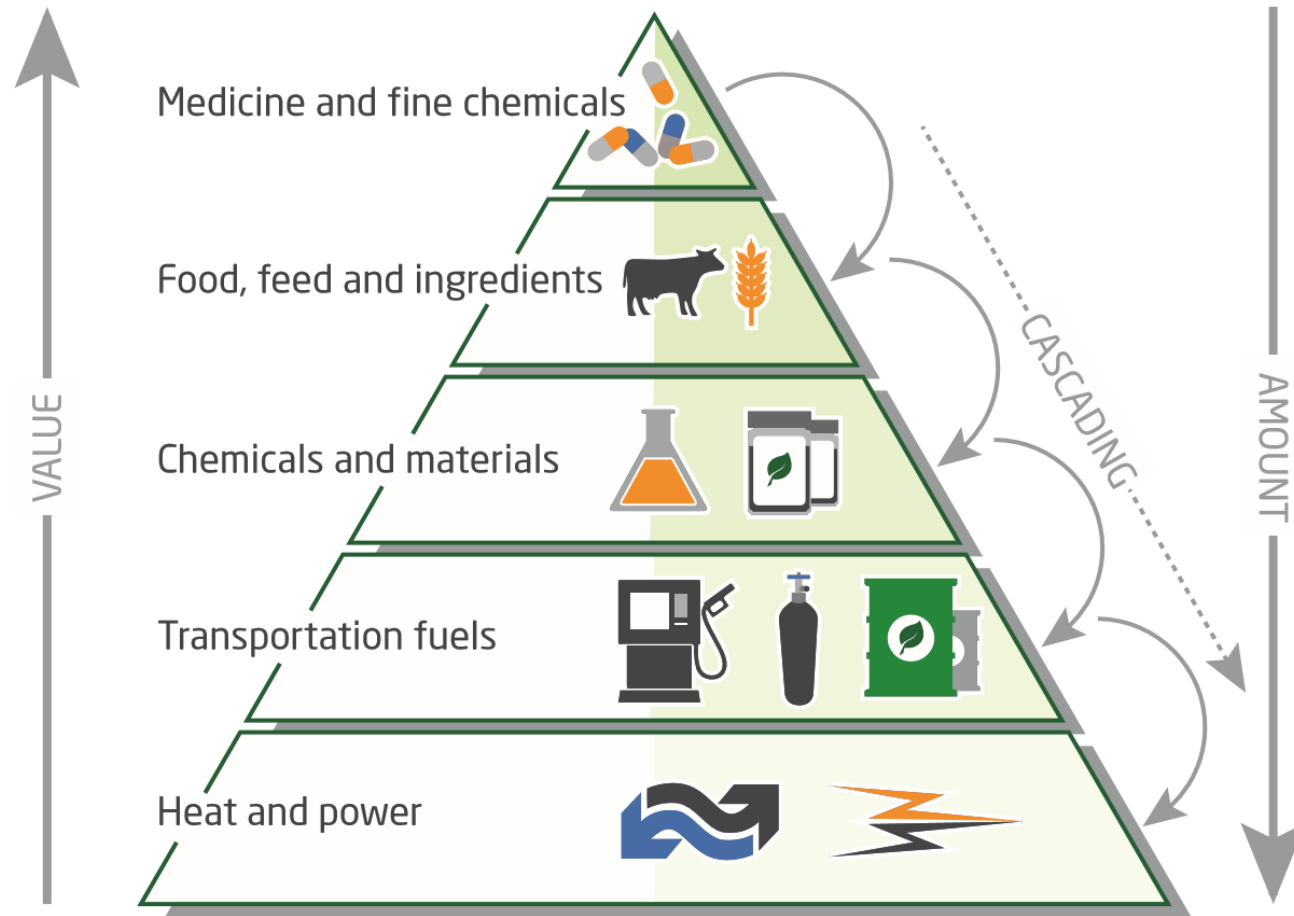 Medicine and fine chemicals
Food, feed and ingredients
Chemicals and materials
Transportation fuels
Heat and power
VALUE
CASCADING
AMOUNT